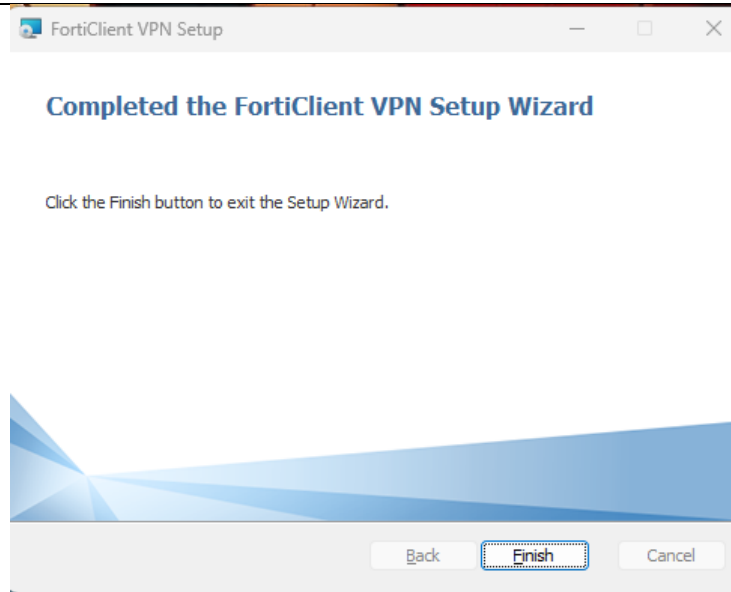 FortiClient VPN Setup
Completed the FortiClient VPN Setup Wizard
Click the Finish button to exit the Setup Wizard.
Back Finish Cancel